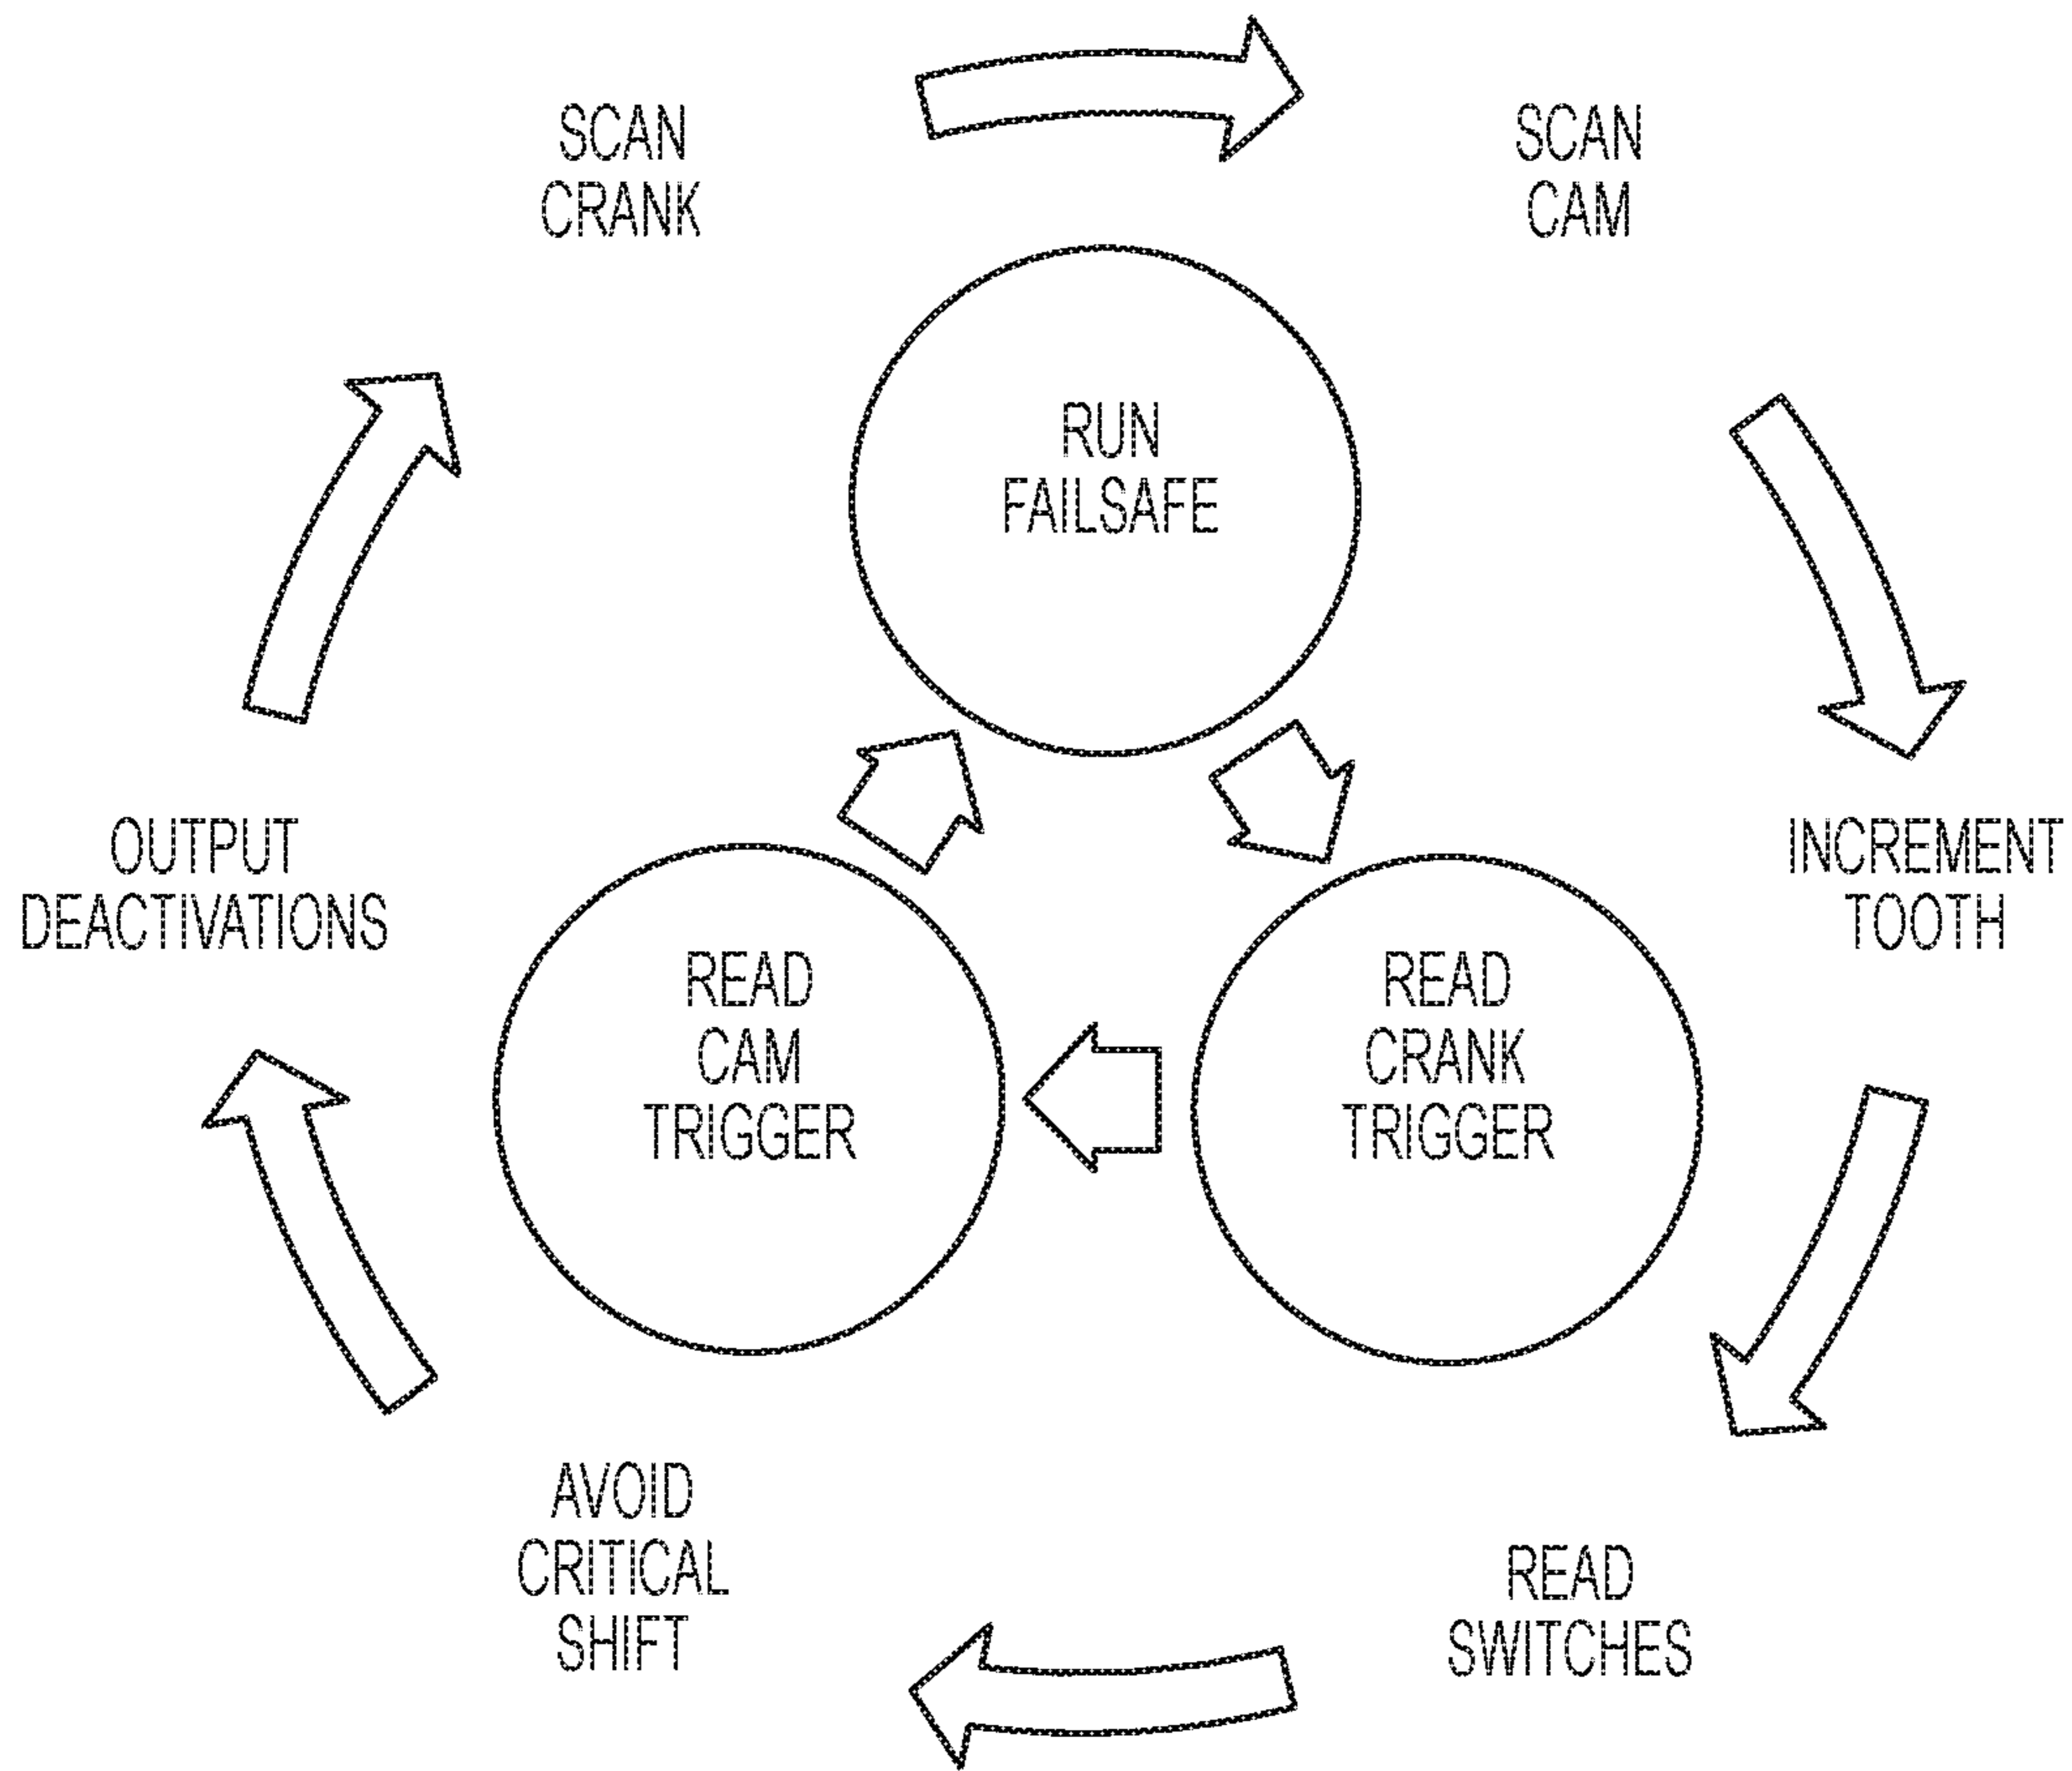 SCAN
CRANK
SCAN
CAM
RUN
FAILSAFE
OUTPUT
DEACTIVATIONS
INCREMENT
TOOTH
READ
CAM
TRIGGER
READ
CRANK
TRIGGER
AVOID
CRITICAL
SHIFT
READ
SWITCHES